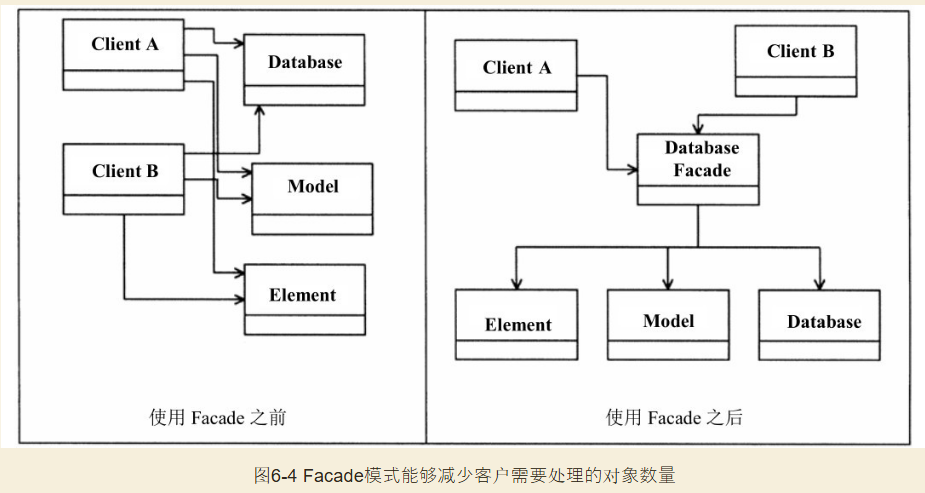 Client A
Database
Client B
Model
Element
使用 Facade 之前
Client A
Client B
Database
Facade
Element
Model
Database
使用 Facade 之后
图6-4 Facade模式能够减少客户需要处理的对象数量